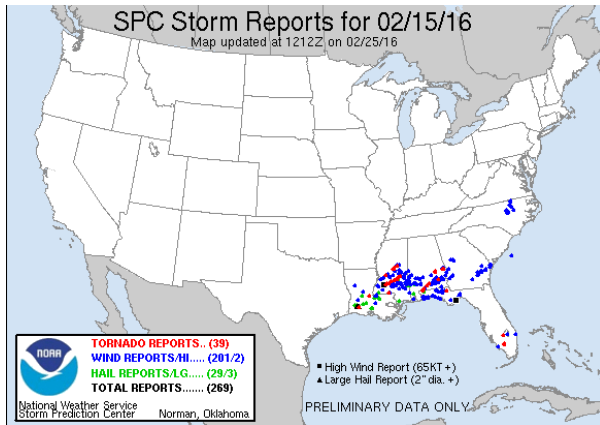 SPC Storm Reports for 02/15/16
Map updated at 1212Z on 02/25/16
TORNADO REPORTS.. (39)
WIND REPORTS/HI..... (201/2)
HAIL REPORTS/LG..... (29/3)
TOTAL REPORTS....... (269)
NOAA
National Weather Service
Storm Prediction Center Norman, Oklahoma
High Wind Report (65KT +)
Large Hail Report (2" dia. +)
PRELIMINARY DATA ONLY